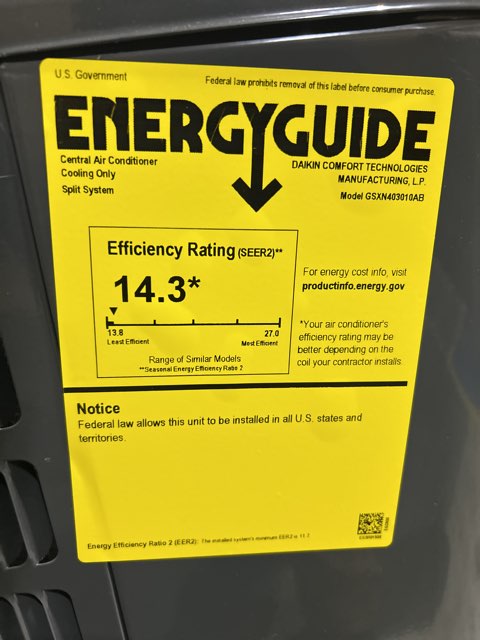 U.S. Government
Federal law prohibits removal of this label before consumer purchase.
ENERGYGUIDE
Central Air Conditioner
Cooling Only
Split System
DAIKIN COMFORT TECHNOLOGIES
MANUFACTURING, L.P.
Model GSXN403010AB
Efficiency Rating (SEER2)**
14.3*
13.8
Least Efficient
27.0
Most Efficient
Range of Similar Models
**Seasonal Energy Efficiency Ratio 2
For energy cost info, visit
productinfo.energy.gov
*Your air conditioner's
efficiency rating may be
better depending on the
coil your contractor installs.
Notice
Federal law allows this unit to be installed in all U.S. states and
territories.
Energy Efficiency Ratio 2 (EER2): The installed system's minimum EER2 is 11.7